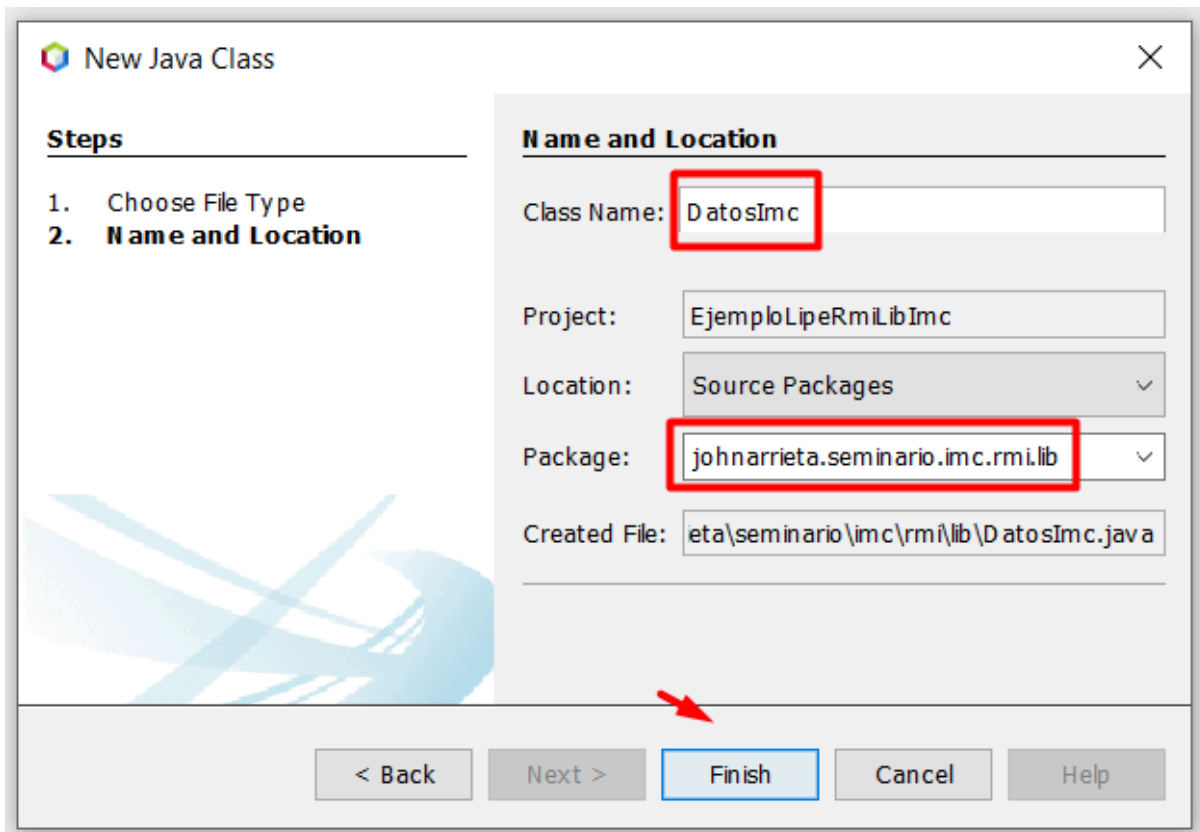 New Java Class
Steps
1. Choose File Type
2. Name and Location
Name and Location
Class Name: DatosImc
Project: EjemploLipeRmiLibImc
Location: Source Packages
Package: johnarrieta.seminario.imc.rmi.lib
Created File: ieta\seminario\imc\rmi\lib\DatosImc.java
< Back Next > Finish Cancel Help